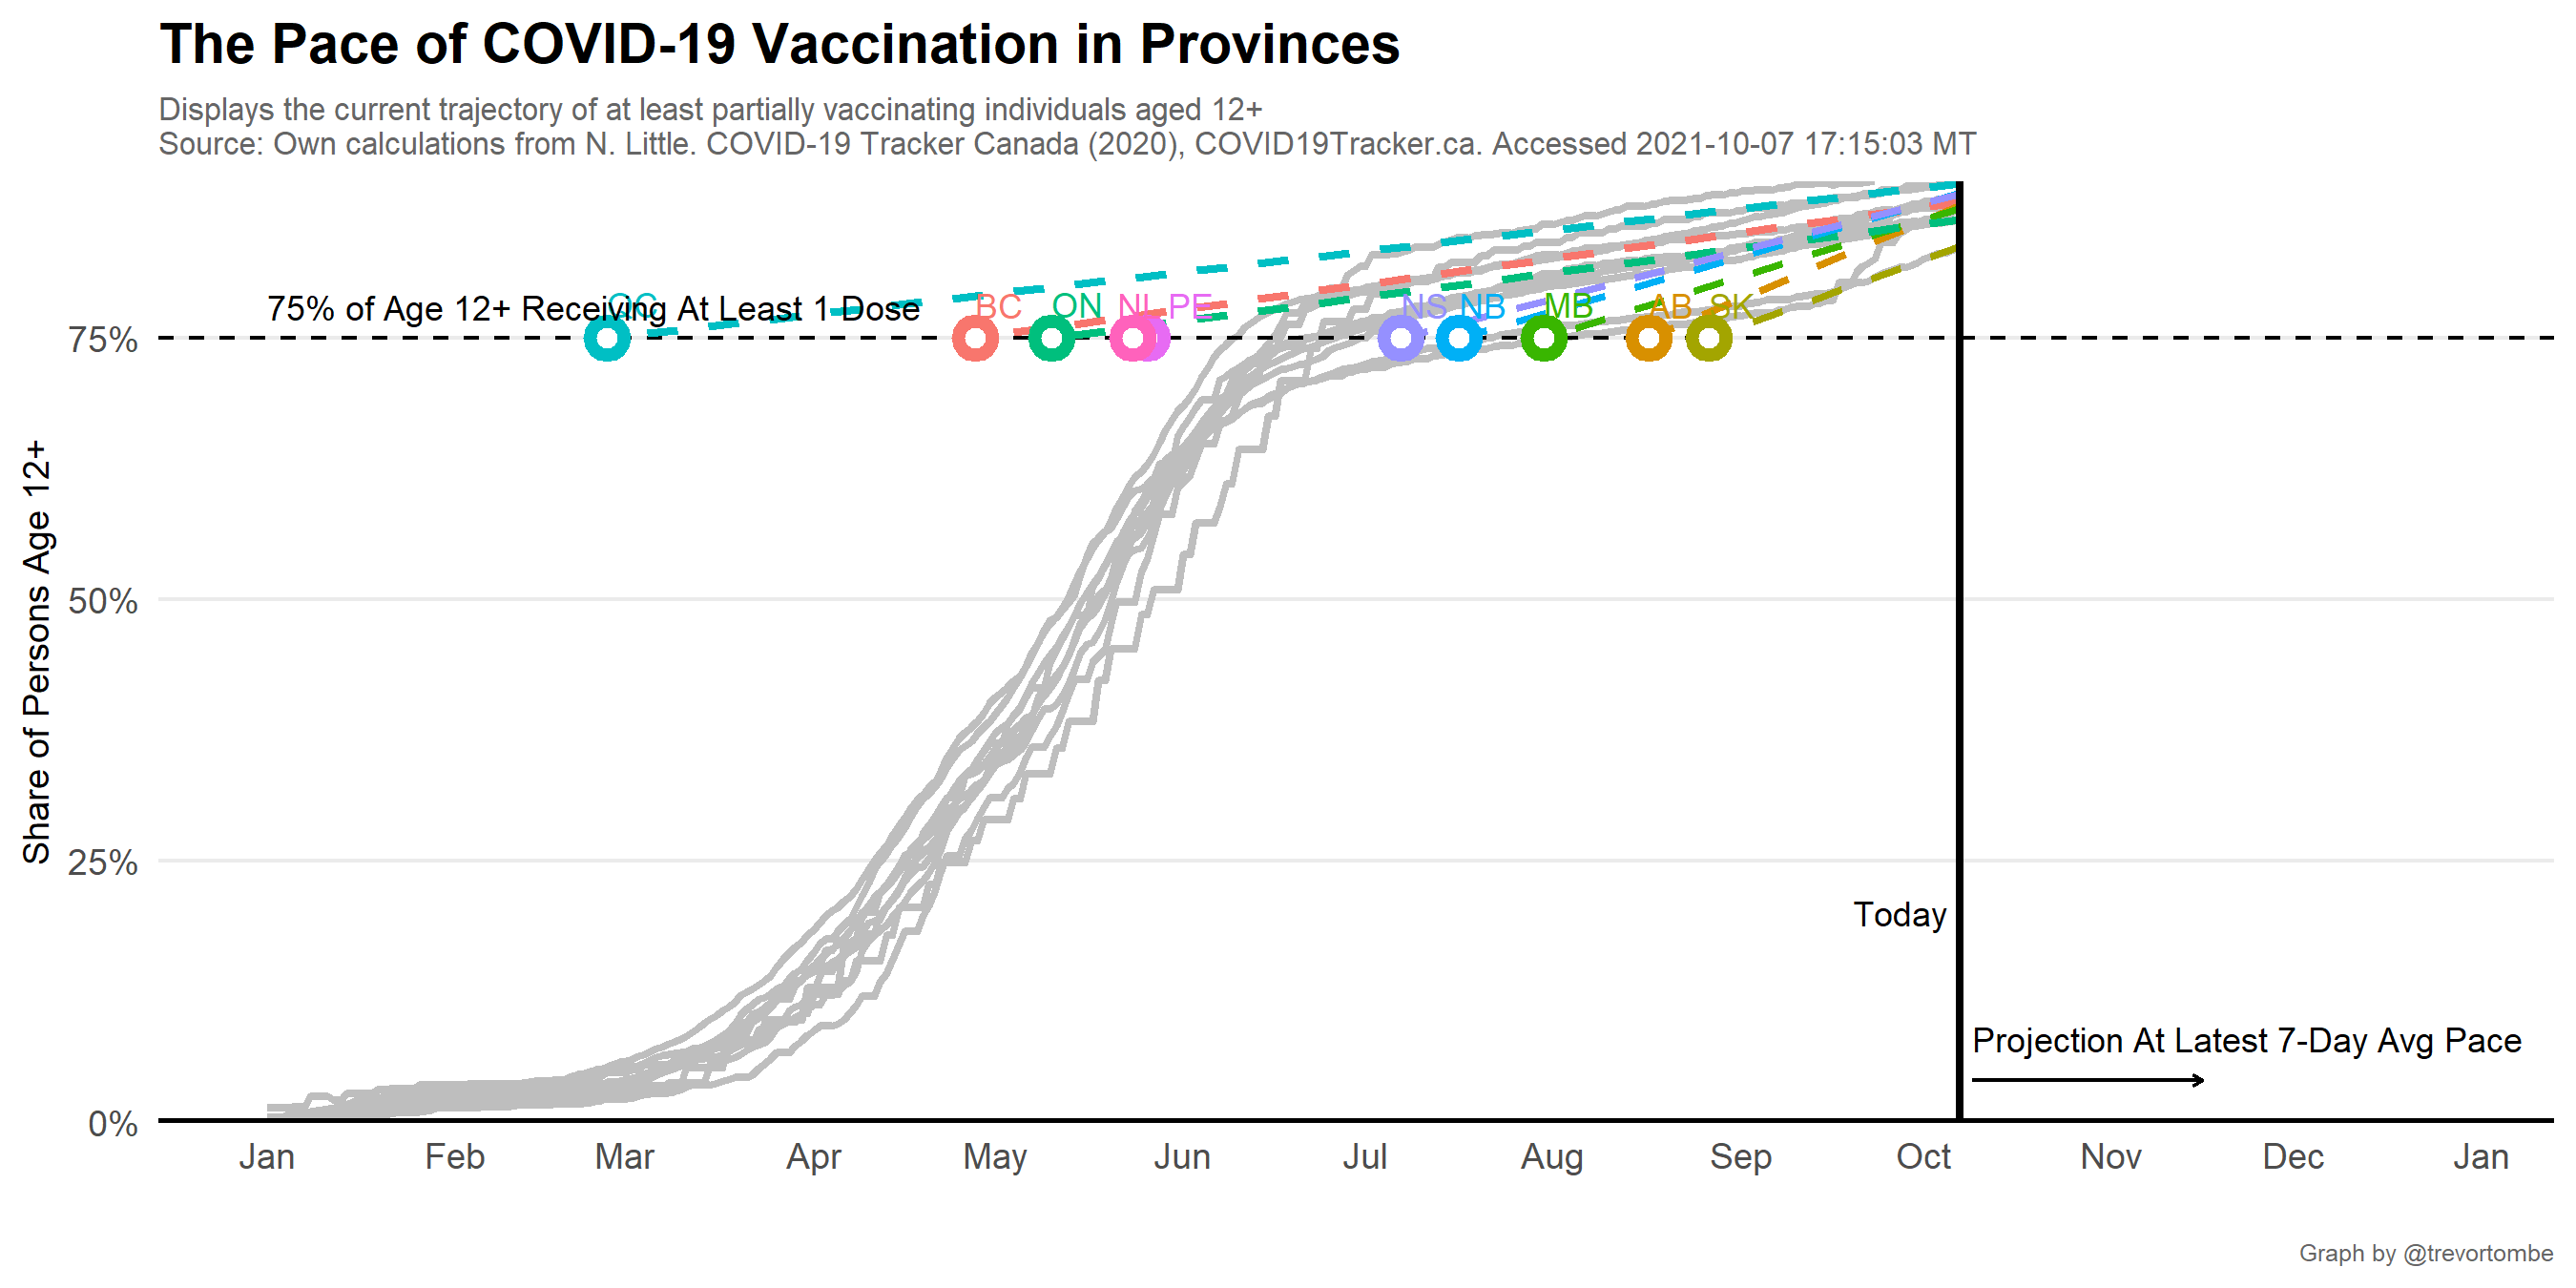 The Pace of COVID-19 Vaccination in Provinces
Displays the current trajectory of at least partially vaccinating individuals aged 12+
Source: Own calculations from N. Little. COVID-19 Tracker Canada (2020), COVID19Tracker.ca. Accessed 2021-10-07 17:15:03 MT
75% of Age 12+ Receiving At Least 1 Dose
QC
BC
ON
NL
PE
NS
NB
MB
AB
SK
75%
50%
25%
0%
Share of Persons Age 12+
Today
Projection At Latest 7-Day Avg Pace
Jan Feb Mar Apr May Jun Jul Aug Sep Oct Nov Dec Jan
Graph by @trevortombe